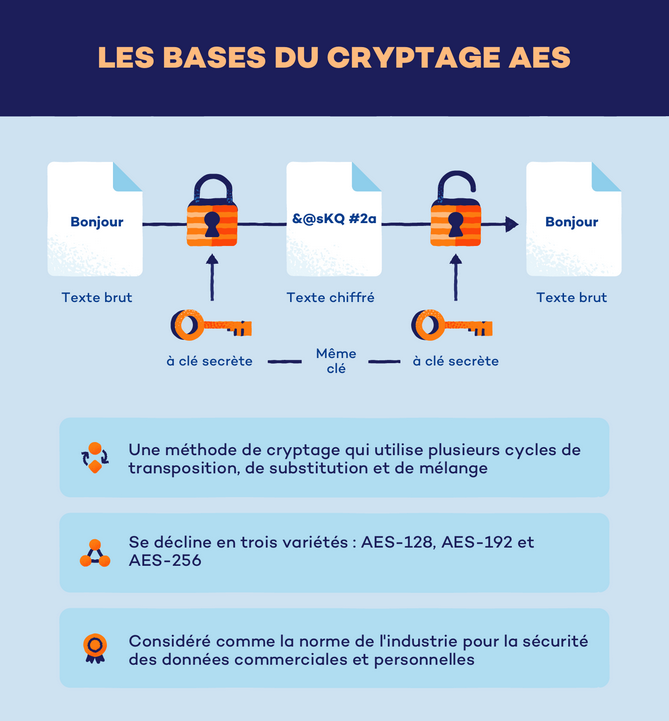 LES BASES DU CRYPTAGE AES
Bonjour
&@sKQ #2a
Bonjour
Texte brut
Texte chiffré
Texte brut
à clé secrète
Même
clé
à clé secrète
Une méthode de cryptage qui utilise plusieurs cycles de
transposition, de substitution et de mélange
Se décline en trois variétés : AES-128, AES-192 et
AES-256
Considéré comme la norme de l'industrie pour la sécurité
des données commerciales et personnelles